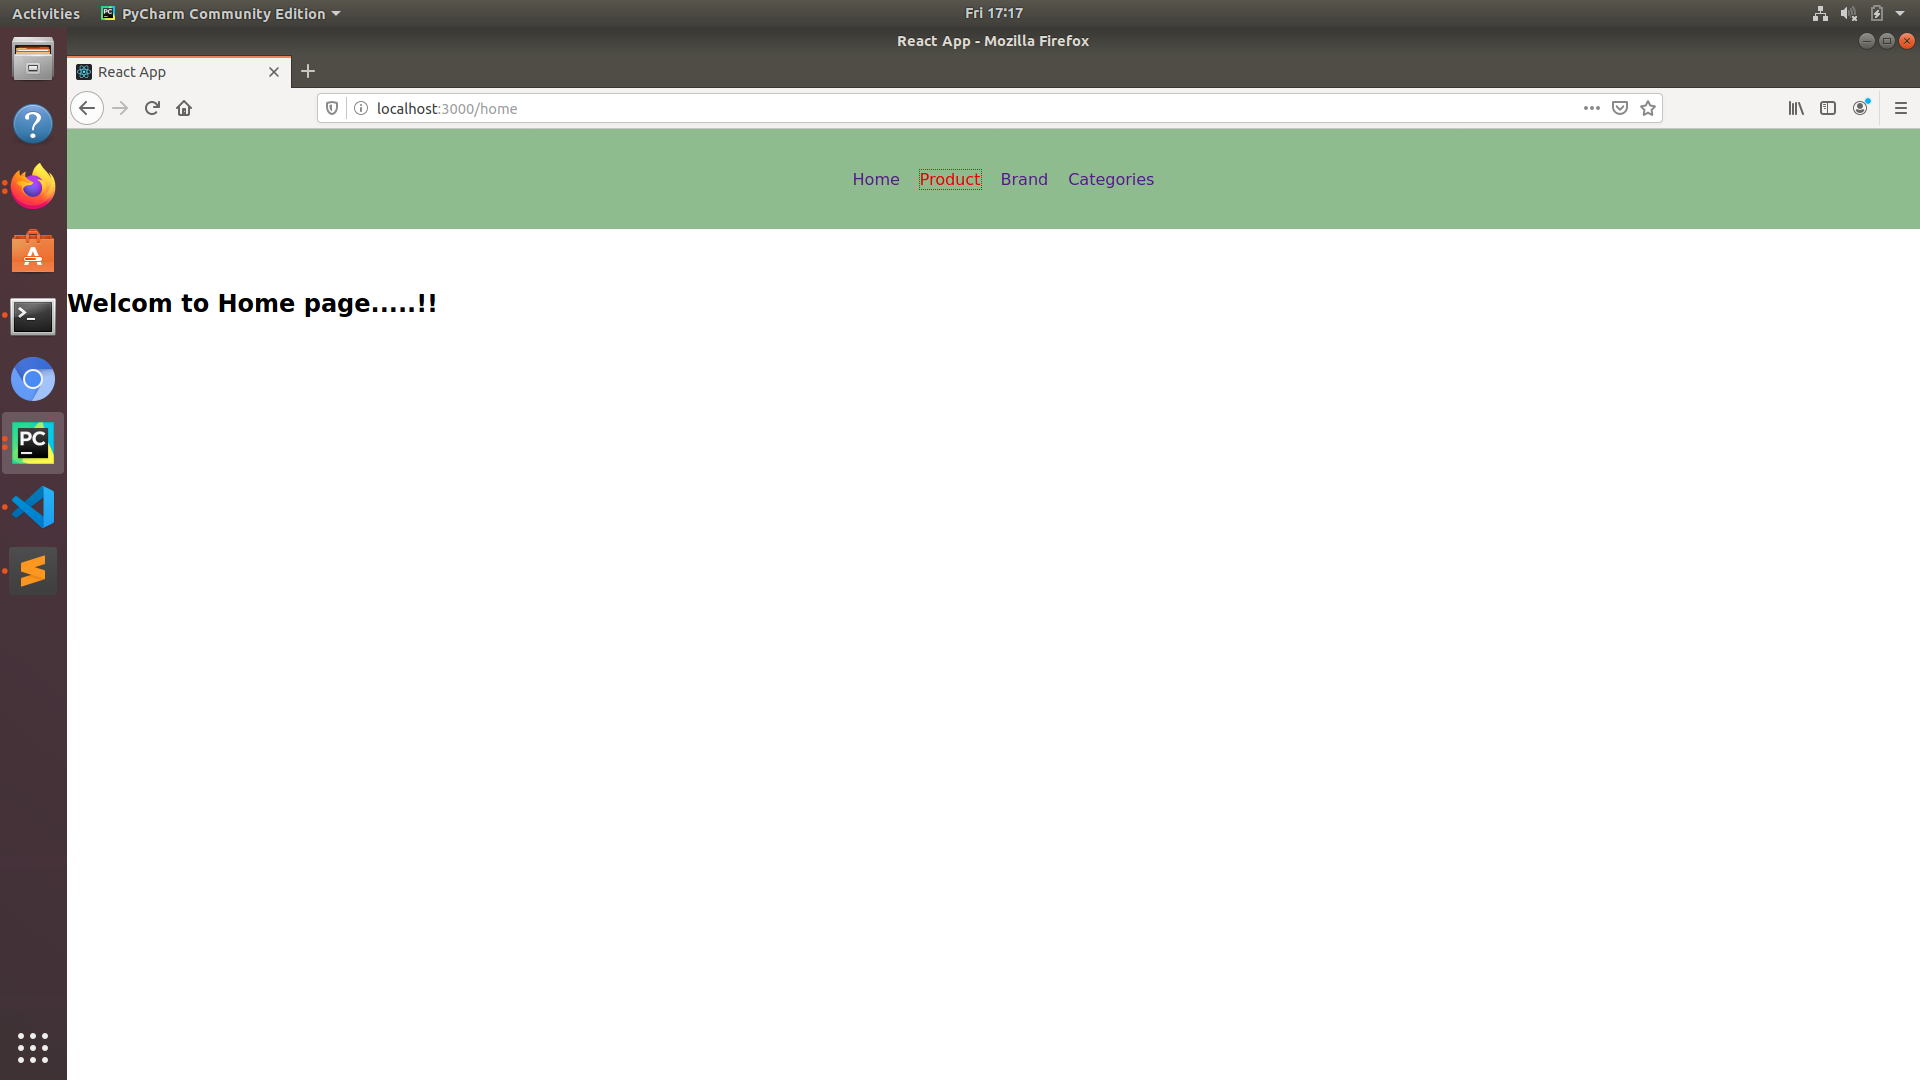 Activities PyCharm Community Edition Fri 17:17
React App - Mozilla Firefox
React App
localhost:3000/home
Home Product Brand Categories
Welcom to Home page.....!!
PC